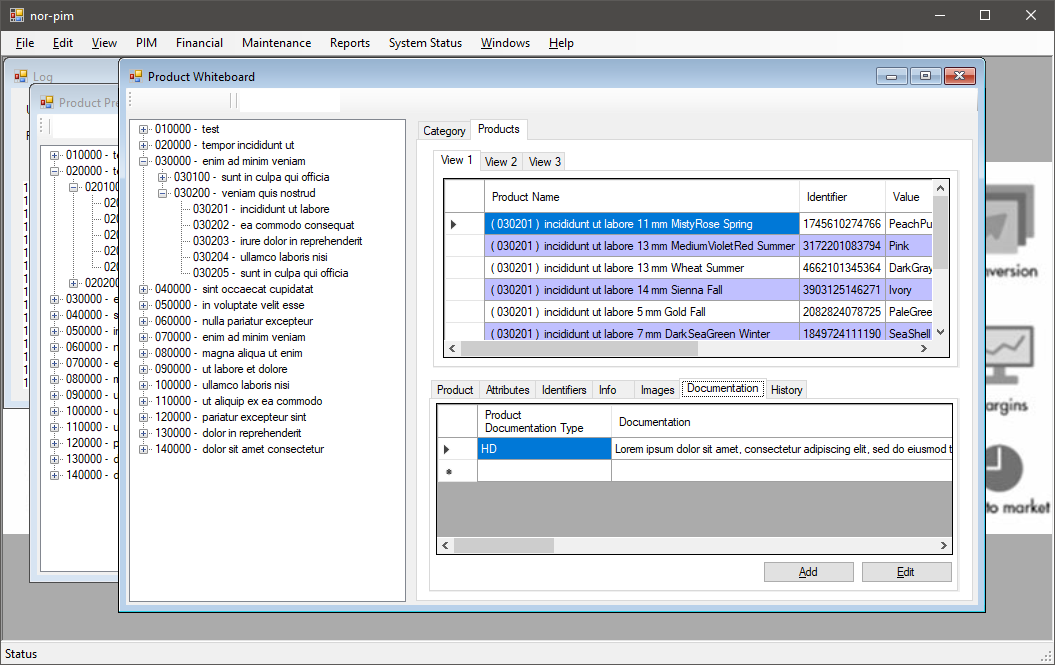 nor-pim
File Edit View PIM Financial Maintenance Reports System Status Windows Help
Log
Product Pre
010000 - te
020000 - te
020100
020200
030000 - e
040000 - s
050000 - in
060000 - n
070000 - e
080000 - m
090000 - u
100000 - u
110000 - u
120000 - p
130000 - d
140000 - d
Product Whiteboard
010000 - test
020000 - tempor incididunt ut
030000 - enim ad minim veniam
030100 - sunt in culpa qui officia
030200 - veniam quis nostrud
030201 - incididunt ut labore
030202 - ea commodo consequat
030203 - irure dolor in reprehenderit
030204 - ullamco laboris nisi
030205 - sunt in culpa qui officia
040000 - sint occaecat cupidatat
050000 - in voluptate velit esse
060000 - nulla pariatur excepteur
070000 - enim ad minim veniam
080000 - magna aliqua ut enim
090000 - ut labore et dolore
100000 - ullamco laboris nisi
110000 - ut aliquip ex ea commodo
120000 - pariatur excepteur sint
130000 - dolor in reprehenderit
140000 - dolor sit amet consectetur
Category Products
View 1 View 2 View 3
Product Name Identifier Value
( 030201 ) incididunt ut labore 11 mm MistyRose Spring 1745610274766 PeachPu
( 030201 ) incididunt ut labore 13 mm MediumVioletRed Summer 3172201083794 Pink
( 030201 ) incididunt ut labore 13 mm Wheat Summer 4662101345364 DarkGray
( 030201 ) incididunt ut labore 14 mm Sienna Fall 3903125146271 Ivory
( 030201 ) incididunt ut labore 5 mm Gold Fall 2082824078725 PaleGree
( 030201 ) incididunt ut labore 7 mm DarkSeaGreen Winter 1849724111190 SeaShell
Product Attributes Identifiers Info Images Documentation History
Product
Documentation Type
Documentation
HD Lorem ipsum dolor sit amet, consectetur adipiscing elit, sed do eiusmod t
Add Edit
version
argins
to market
Status